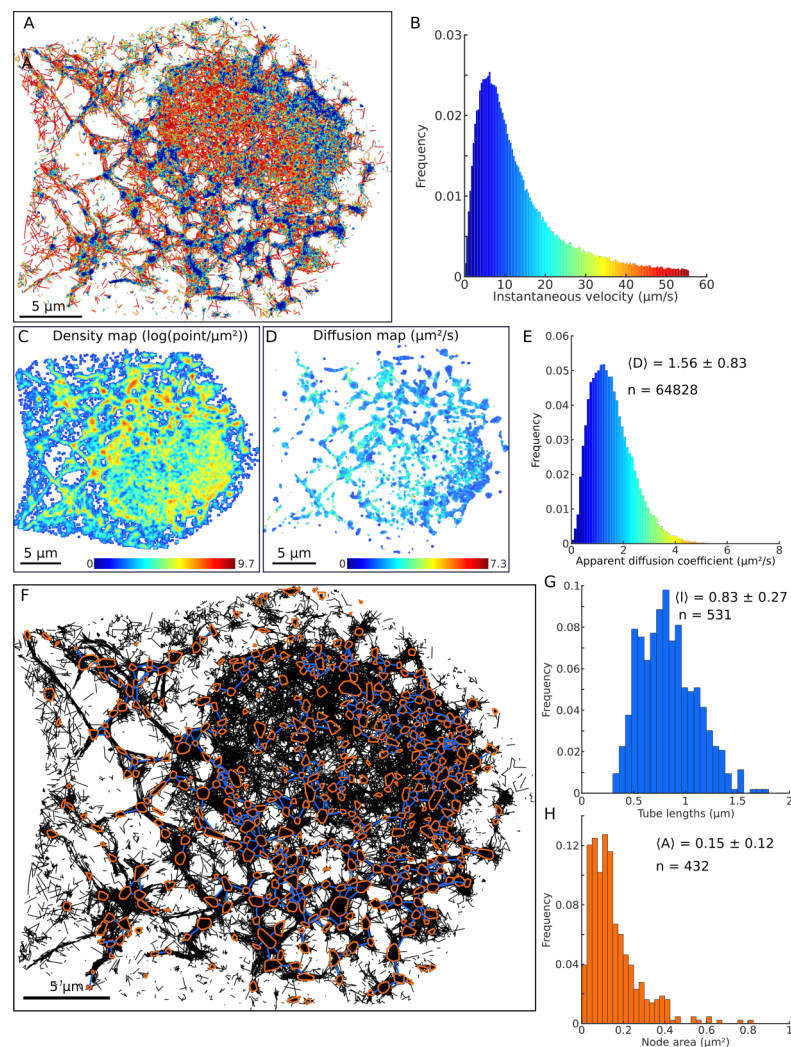 A
A
5 μm
B
0.03
0.02
0.01
0
Frequency
0
10
20
30
40
50
60
Instantaneous velocity (μm/s)
C
Density map (log(point/μm²))
5 μm
0
9.7
D
Diffusion map (μm²/s)
5 μm
0
7.3
E
0.06
0.05
0.04
0.03
0.02
0.01
0.00
Frequency
⟨D⟩ = 1.56 ± 0.83
n = 64828
0
2
4
6
8
Apparent diffusion coefficient (μm²/s)
F
5 μm
G
0.1
0.08
0.06
0.04
0.02
0
Frequency
⟨l⟩ = 0.83 ± 0.27
n = 531
0.5
1
1.5
2
Tube lengths (μm)
H
0.12
0.08
0.04
0
Frequency
⟨A⟩ = 0.15 ± 0.12
n = 432
0
0.2
0.4
0.6
0.8
1
Node area (μm²)